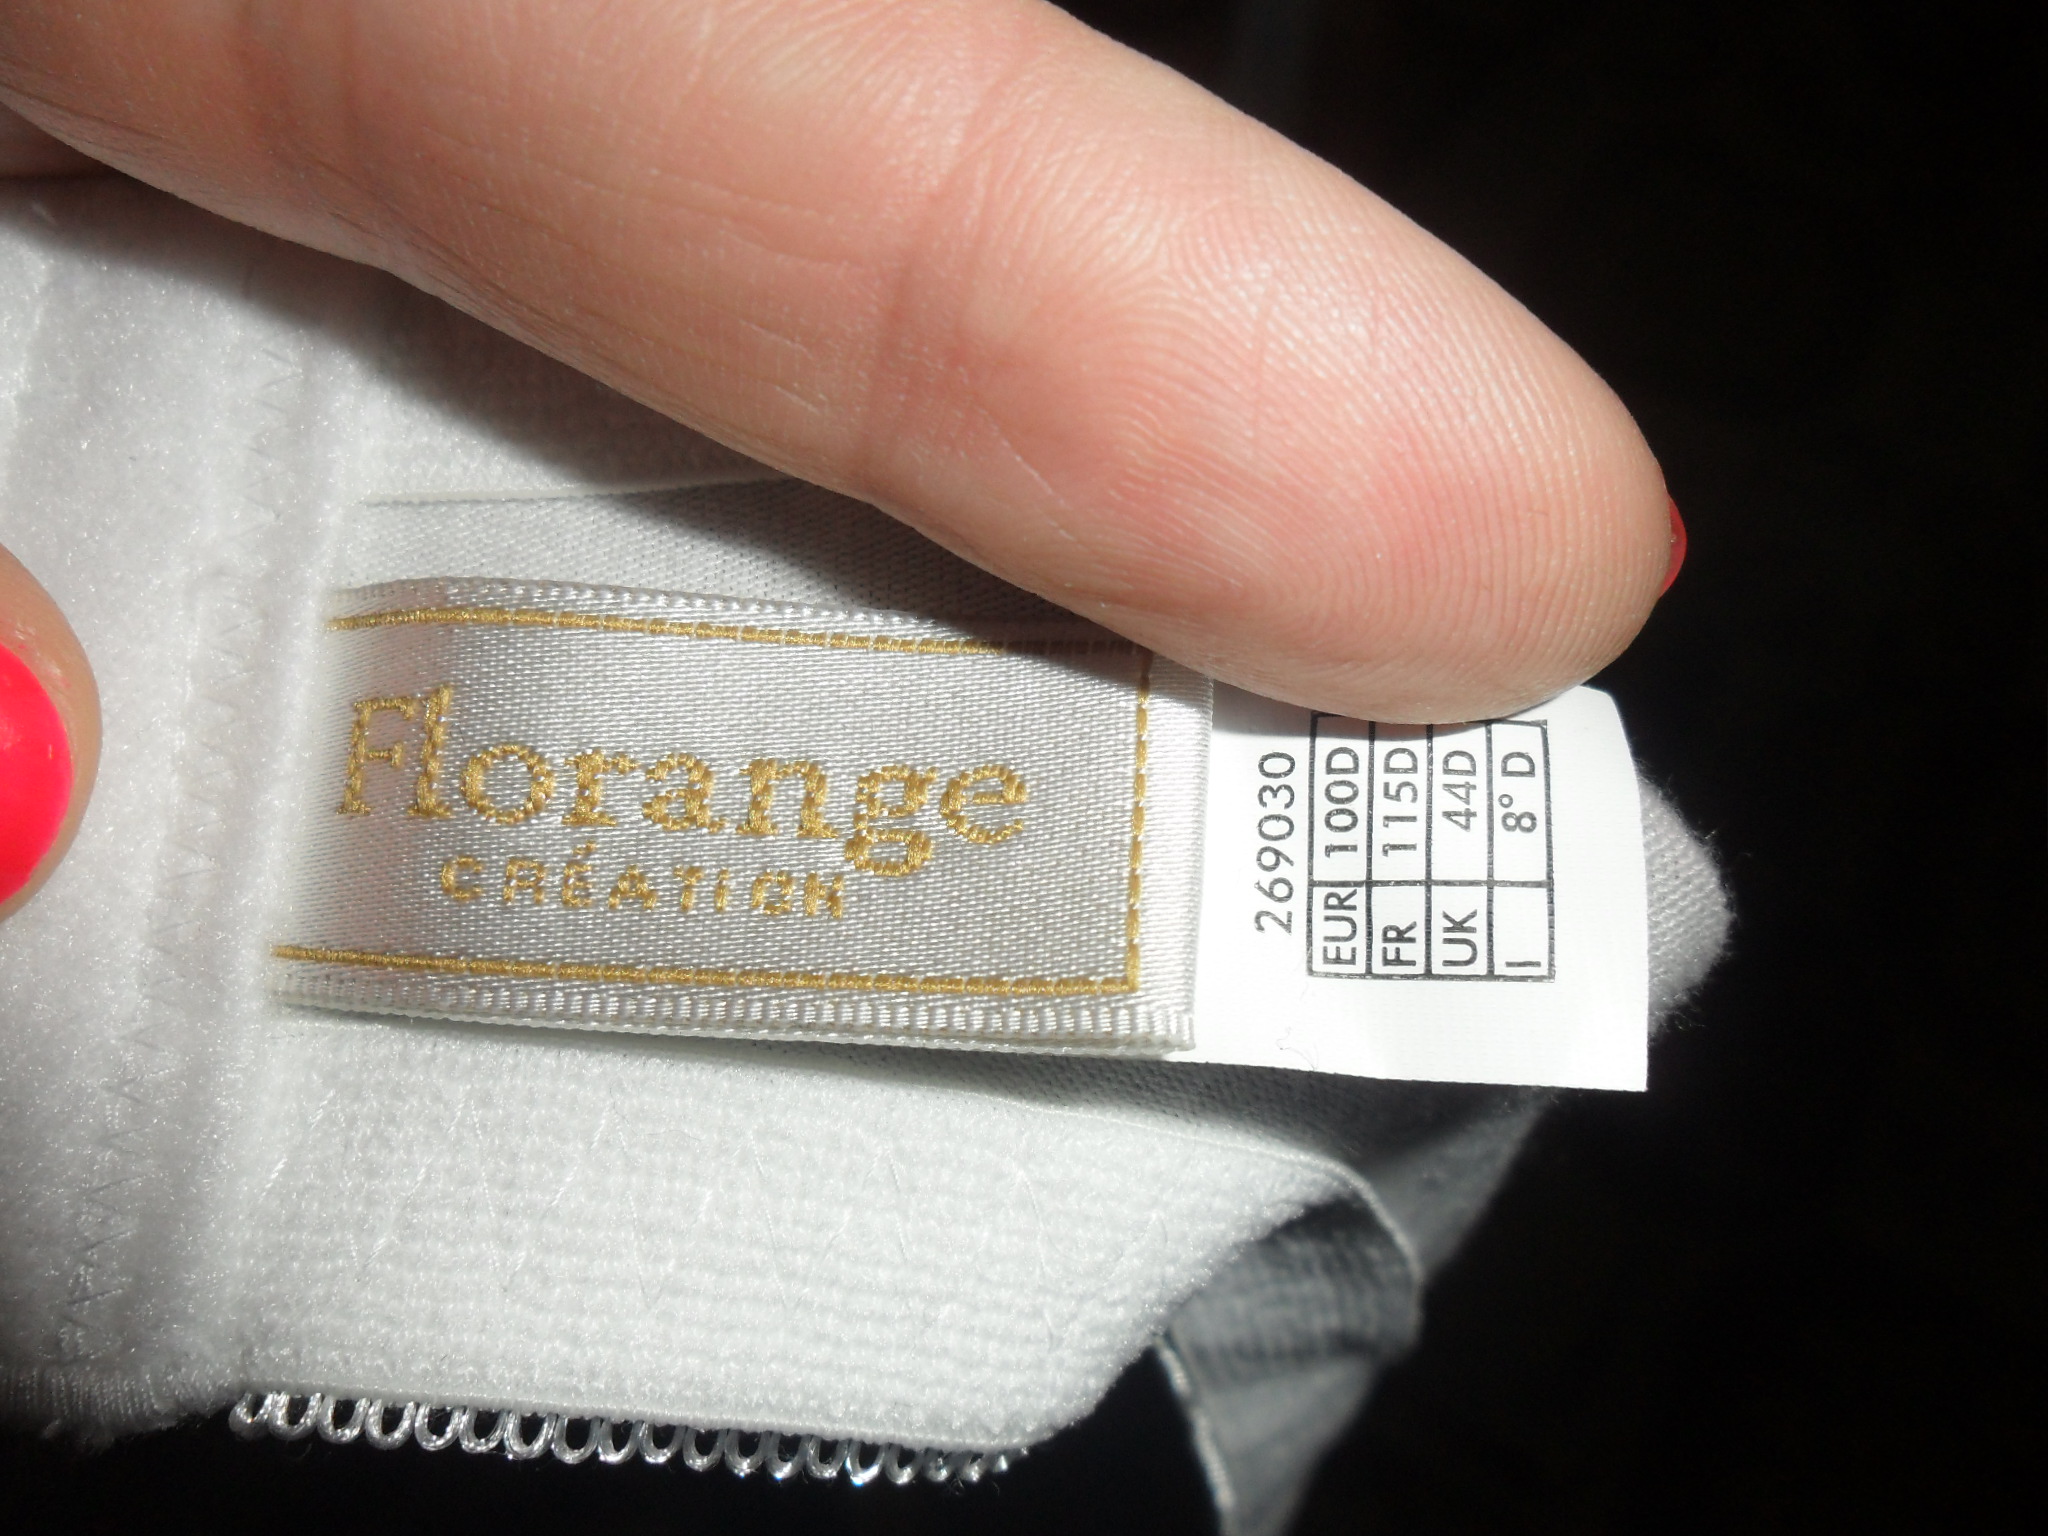 Florange
CRÉATION
269030
EUR 100D
FR 115D
UK 44D
I 8° D